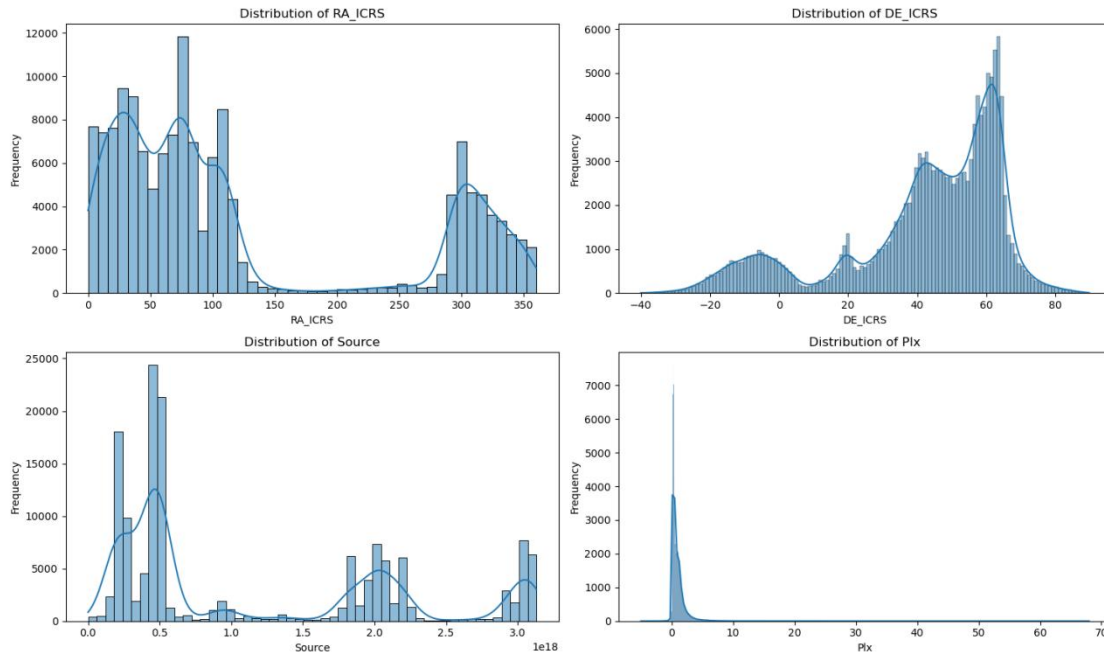 Distribution of RA_ICRS
12000
10000
8000
6000
4000
2000
0
Frequency
0 50 100 150 200 250 300 350
RA_ICRS
Distribution of DE_ICRS
6000
5000
4000
3000
2000
1000
0
Frequency
−40 −20 0 20 40 60 80
DE_ICRS
Distribution of Source
25000
20000
15000
10000
5000
0
Frequency
0.0 0.5 1.0 1.5 2.0 2.5 3.0
1e18
Source
Distribution of Plx
7000
6000
5000
4000
3000
2000
1000
0
Frequency
0 10 20 30 40 50 60 70
Plx